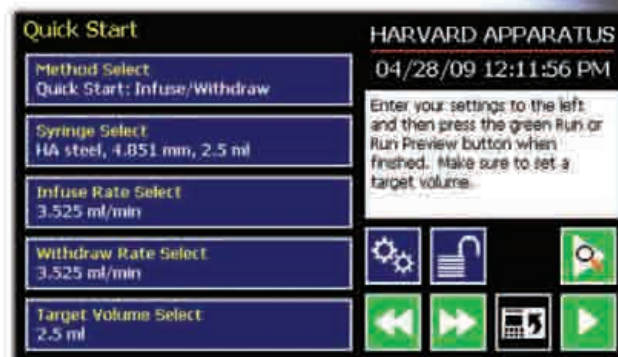 Quick Start
Method Select
Quick Start: Infuse/Withdraw
Syringe Select
HA steel, 4.851 mm, 2.5 ml
Infuse Rate Select
3.525 ml/min
Withdraw Rate Select
3.525 ml/min
Target Volume Select
2.5 ml
HARVARD APPARATUS
04/28/09 12:11:56 PM
Enter your settings to the left
and then press the green Run or
Run Preview button when
finished. Make sure to set a
target volume.